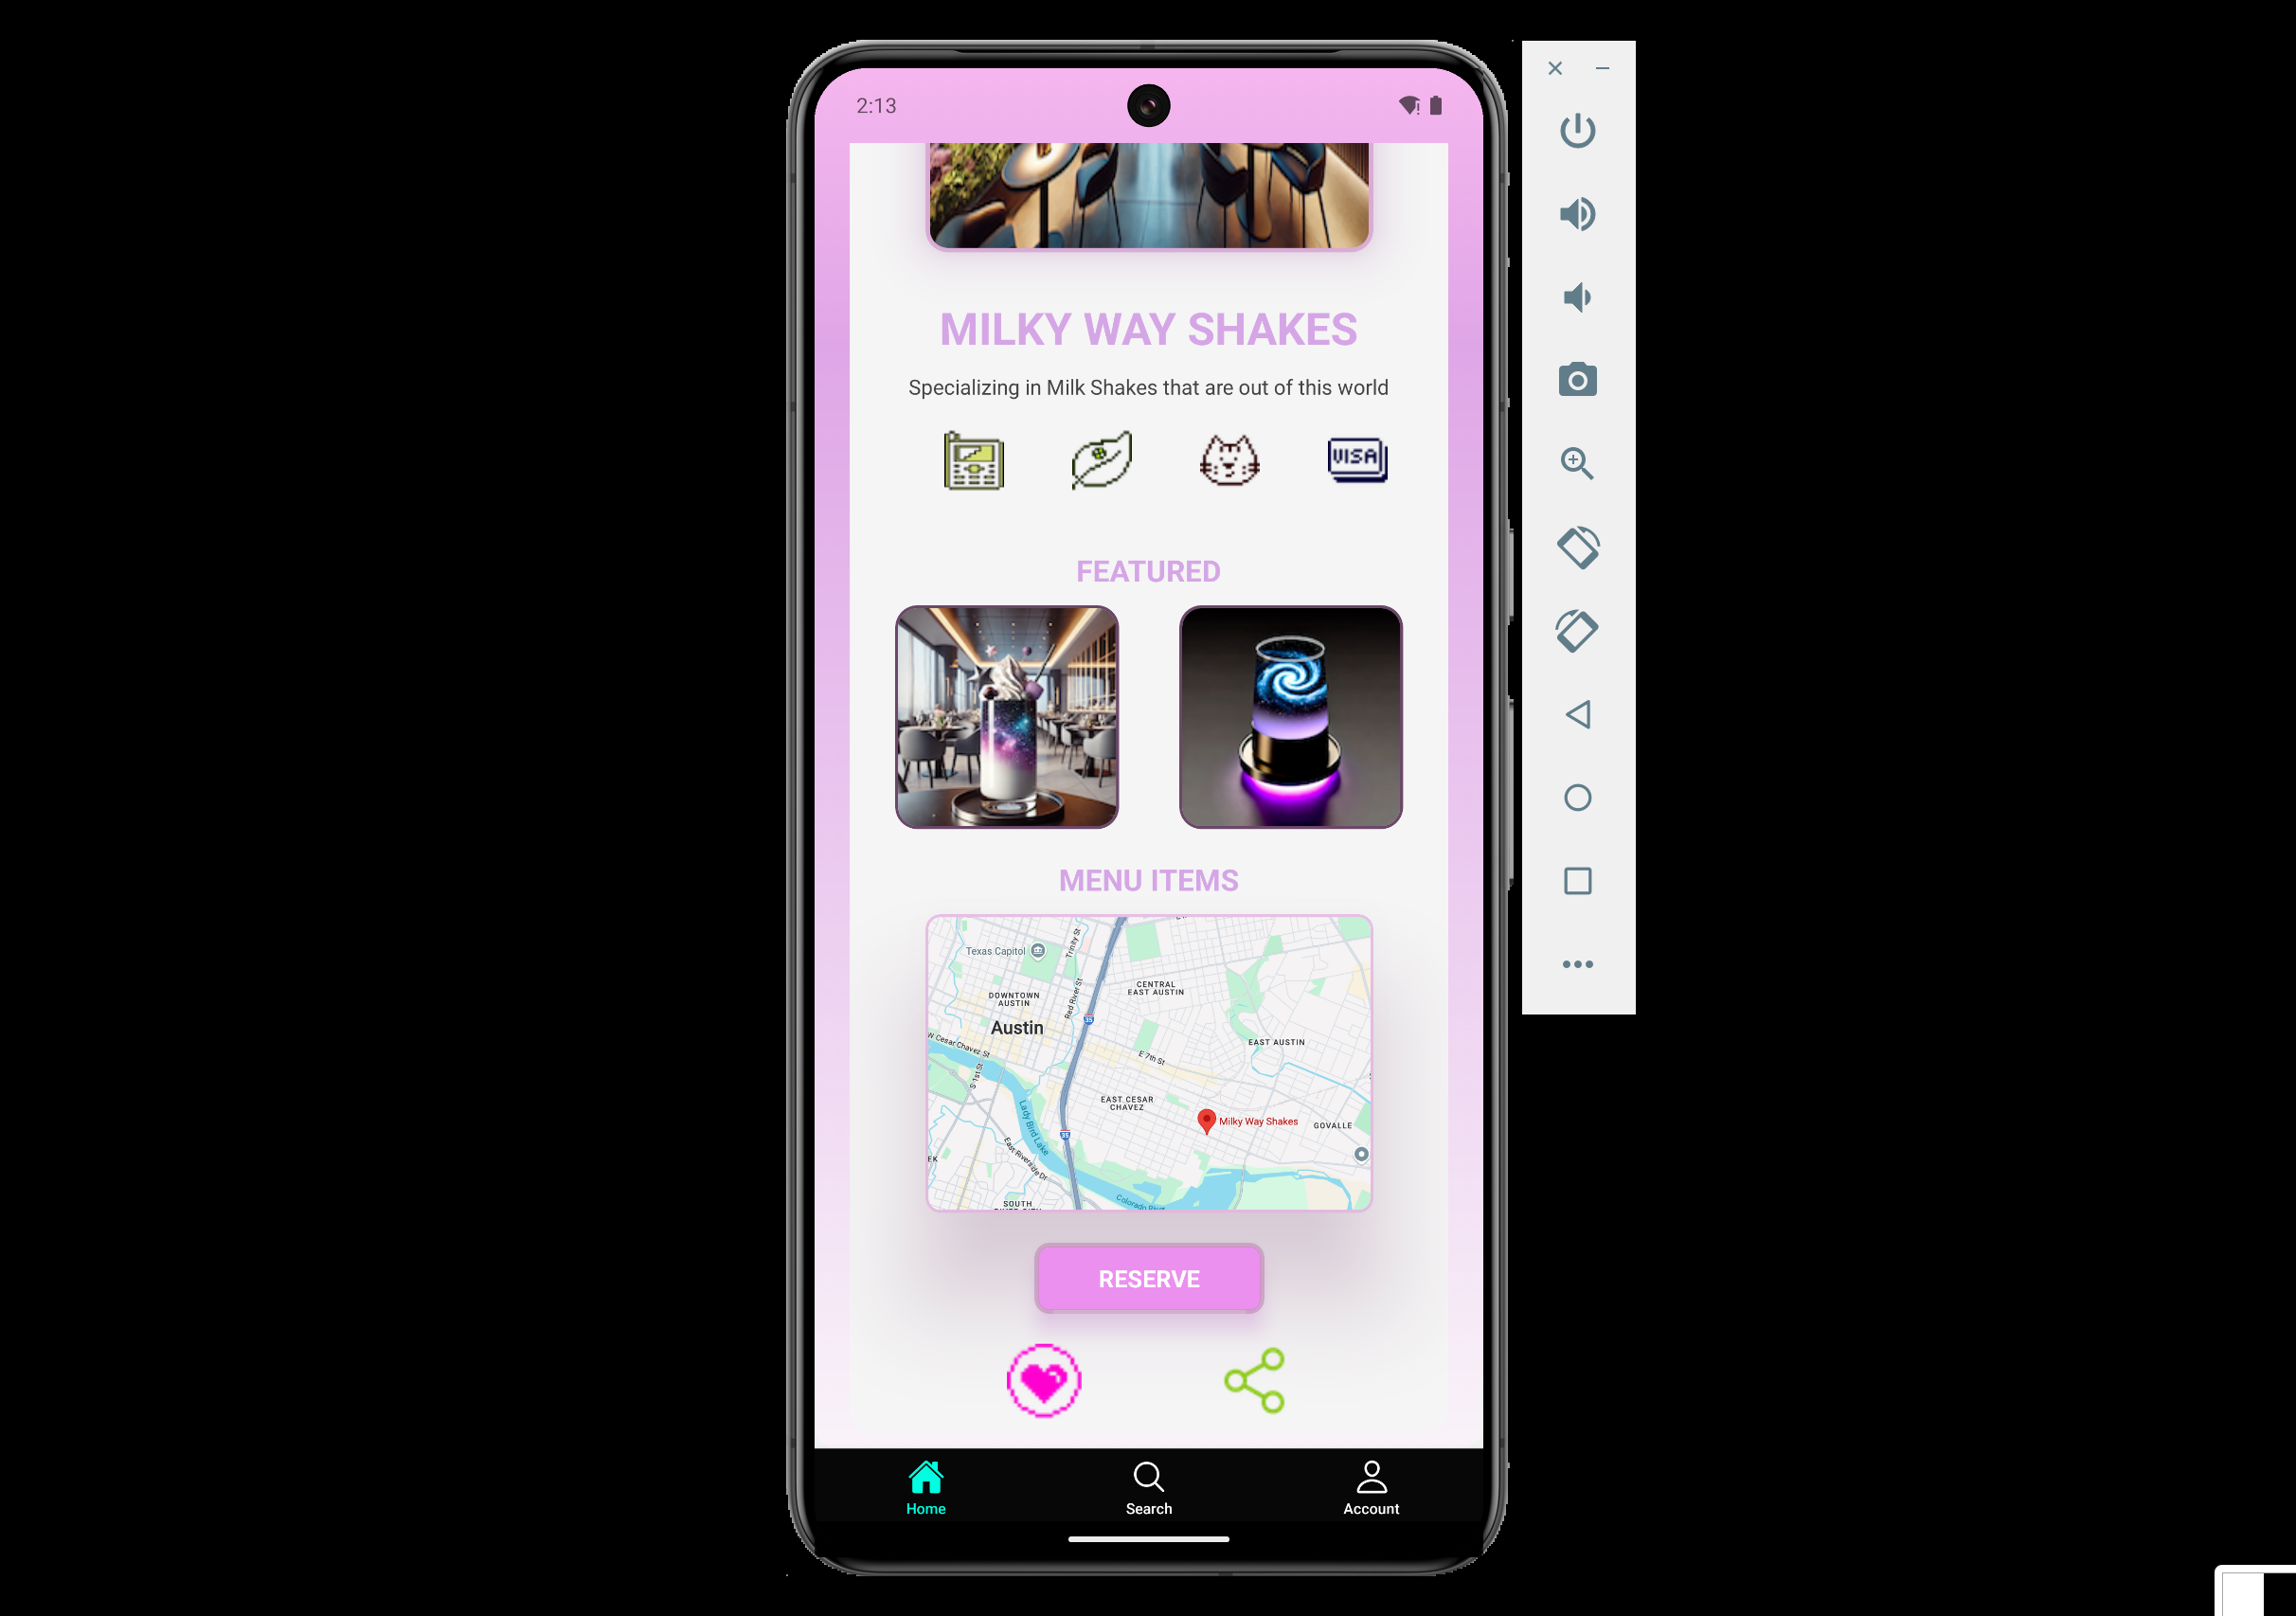 2:13
MILKY WAY SHAKES
Specializing in Milk Shakes that are out of this world
VISA
FEATURED
MENU ITEMS
Texas Capitol
Trinity St
DOWNTOWN
AUSTIN
Red River St
CENTRAL
EAST AUSTIN
35
Austin
W Cesar Chavez St
S 1st St
E 7th St
EAST AUSTIN
EAST CESAR
CHAVEZ
Lady Bird Lake
Milky Way Shakes
GOVALLE
35
East Riverside Dr
EK
SOUTH
Colorado River
RESERVE
Home
Search
Account